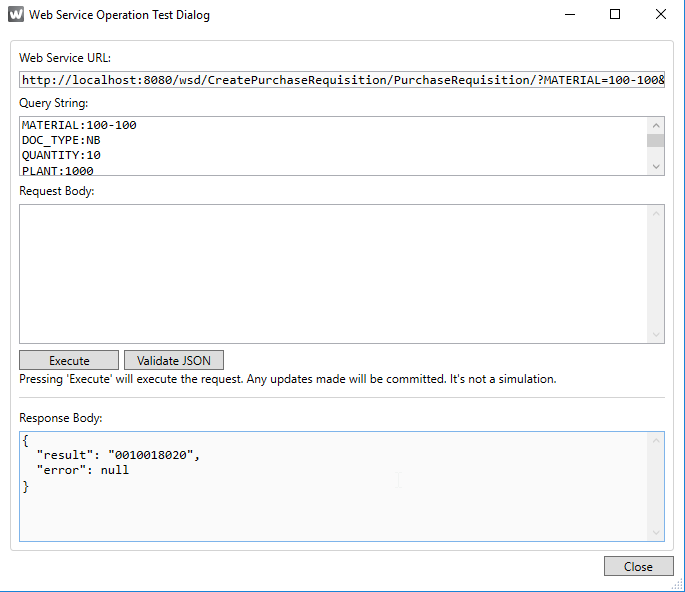 W Web Service Operation Test Dialog
Web Service URL:
http://localhost:8080/wsd/CreatePurchaseRequisition/PurchaseRequisition/?MATERIAL=100-100&
Query String:
MATERIAL:100-100
DOC_TYPE:NB
QUANTITY:10
PLANT:1000
Request Body:
Execute Validate JSON
Pressing 'Execute' will execute the request. Any updates made will be committed. It's not a simulation.
Response Body:
{
"result": "0010018020",
"error": null
}
Close